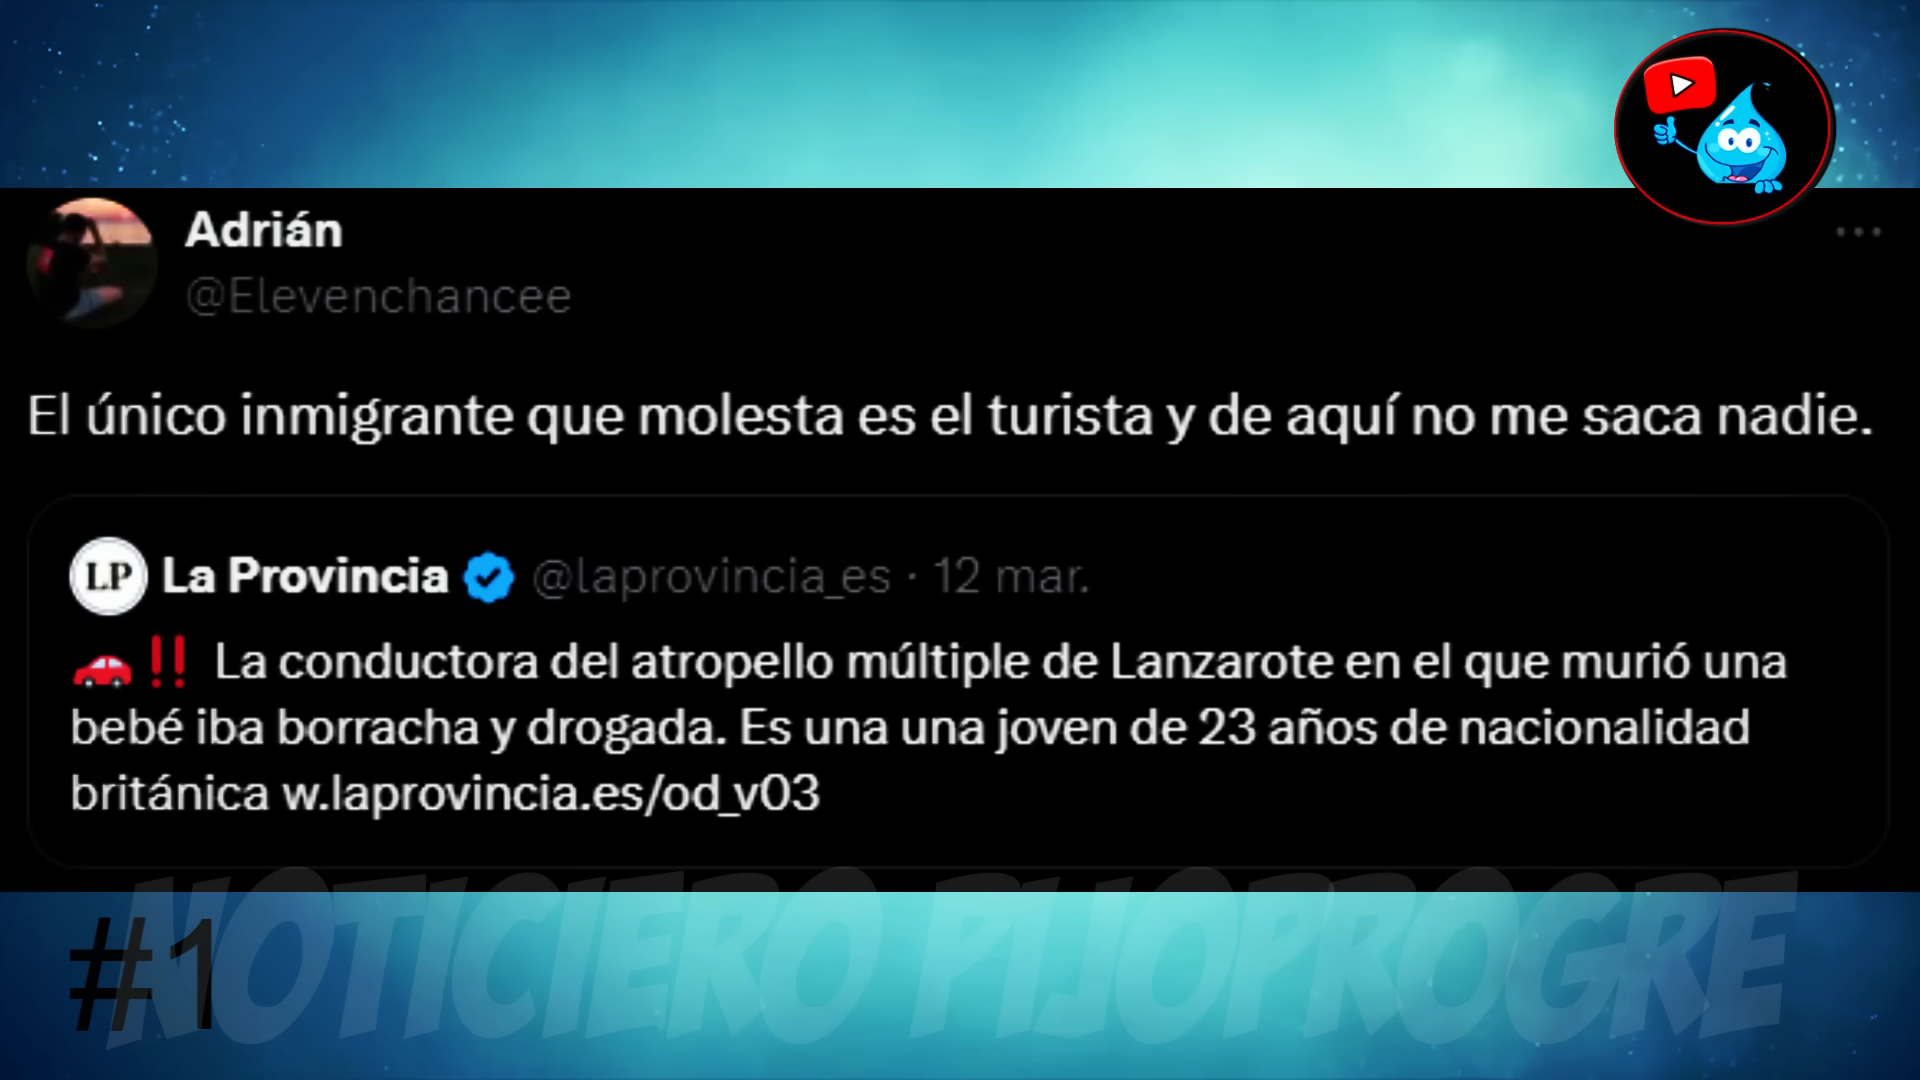 Adrián
@Elevenchancee
El único inmigrante que molesta es el turista y de aquí no me saca nadie.
LP La Provincia @laprovincia_es · 12 mar.
🚗‼️ La conductora del atropello múltiple de Lanzarote en el que murió una
bebé iba borracha y drogada. Es una una joven de 23 años de nacionalidad
británica w.laprovincia.es/od_v03
#1
NOTICIERO PIJOPROGRE